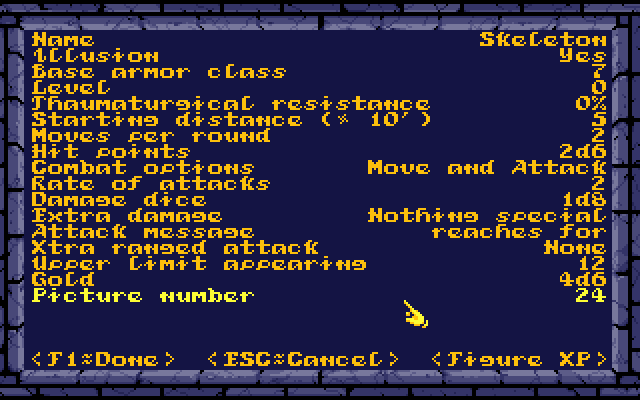 Name Skeleton
Illusion Yes
Base armor class 7
Level 0
Thaumaturgical resistance 0%
Starting distance (* 10') 5
Moves per round 2
Hit points 2d6
Combat options Move and Attack
Rate of attacks 2
Damage dice 1d8
Extra damage Nothing special
Attack message reaches for
Xtra ranged attack None
Upper limit appearing 12
Gold 4d6
Picture number 24
<F1=Done> <ESC=Cancel> <Figure XP>